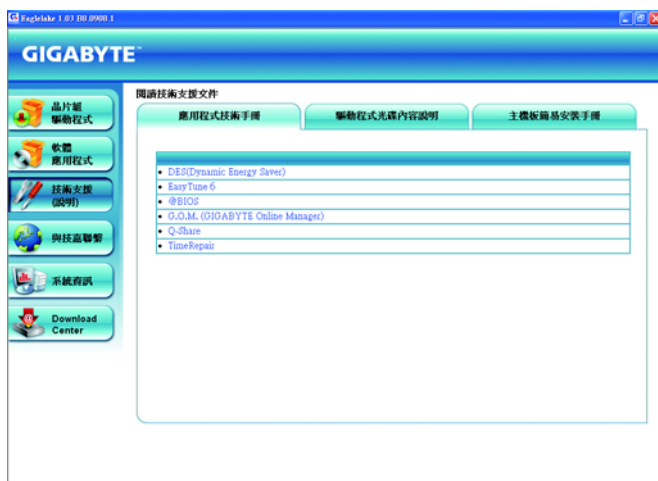 Eaglelake 1.03 B8.0908.1
GIGABYTE™
晶片組
驅動程式
軟體
應用程式
技術支援
(說明)
與技嘉聯繫
系統資訊
Download
Center
閱讀技術支援文件
應用程式技術手冊
驅動程式光碟內容說明
主機板簡易安裝手冊
• DES(Dynamic Energy Saver)
• EasyTune 6
• @BIOS
• G.O.M. (GIGABYTE Online Manager)
• Q-Share
• TimeRepair